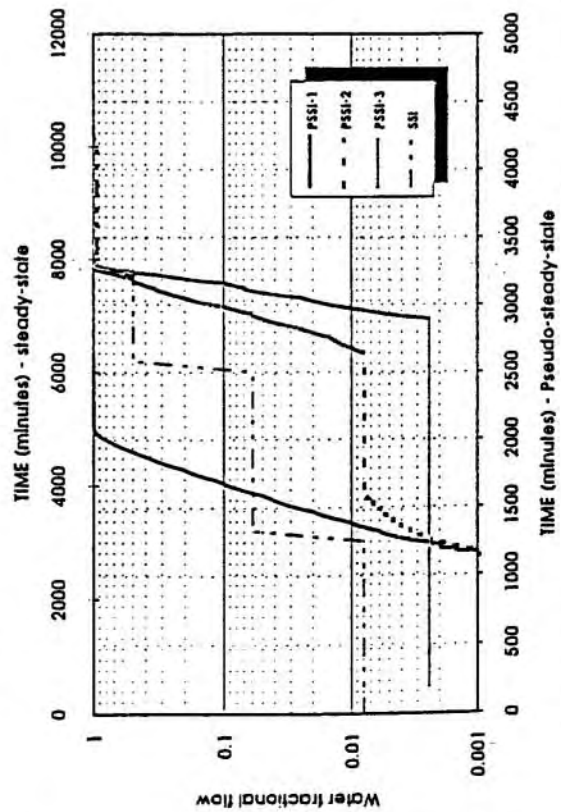 TIME (minutes) - steady-state
0 2000 4000 6000 8000 10000 12000
Water fractional flow
1
0.1
0.01
0.001
PSSI-1
PSSI-2
PSSI-3
SSI
0 500 1000 1500 2000 2500 3000 3500 4000 4500 5000
TIME (minutes) - Pseudo-steady-state